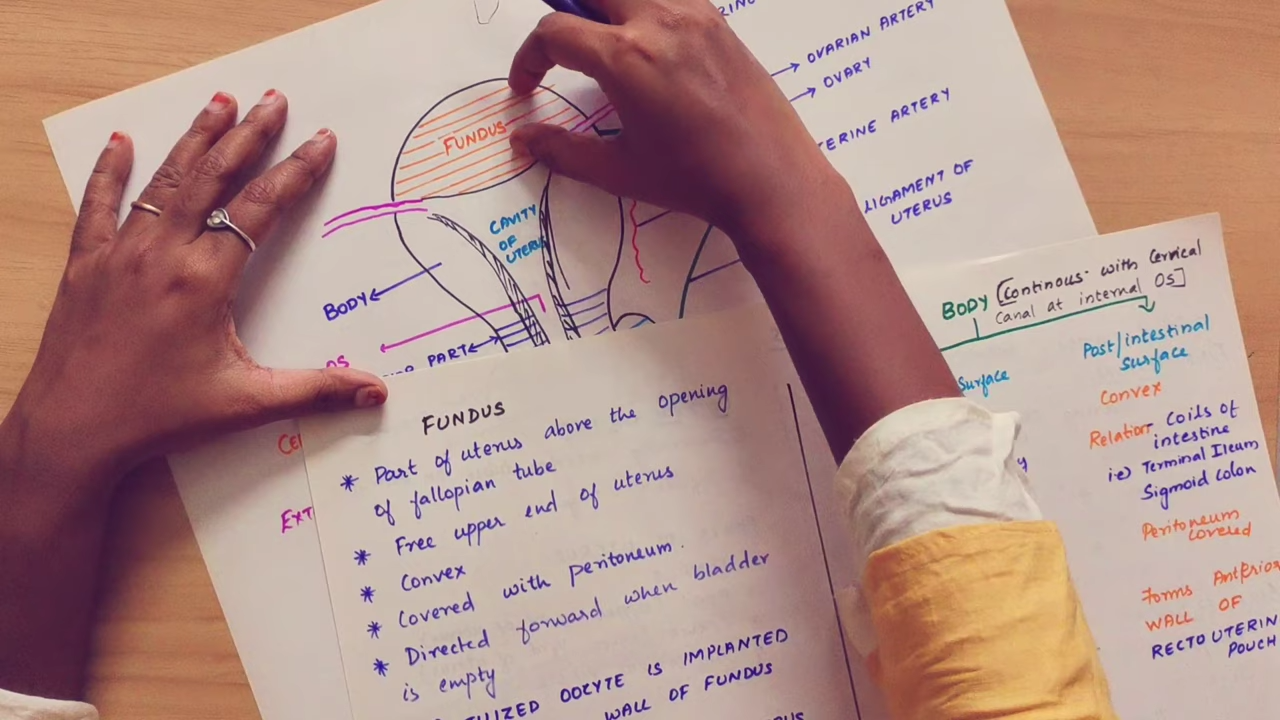 OVARIAN ARTERY
OVARY
ARTERY
LIGAMENT OF
UTERUS
FUNDUS
CAVITY
OF
UTERUS
BODY
PART
OS
FUNDUS
* Part of uterus above the opening
of fallopian tube
* Free upper end of uterus
* Convex
* Covered with peritoneum.
* Directed forward when bladder
is empty
OOCYTE IS IMPLANTED
WALL OF FUNDUS
BODY [Continous with Cervical
Canal at internal OS]
Surface
Post/intestinal
surface
Convex
Relation Coils of
intestine
i.e) Terminal Ileum
Sigmoid colon
Peritoneum
covered
Forms Anterior
WALL OF
RECTOUTERIN
POUCH